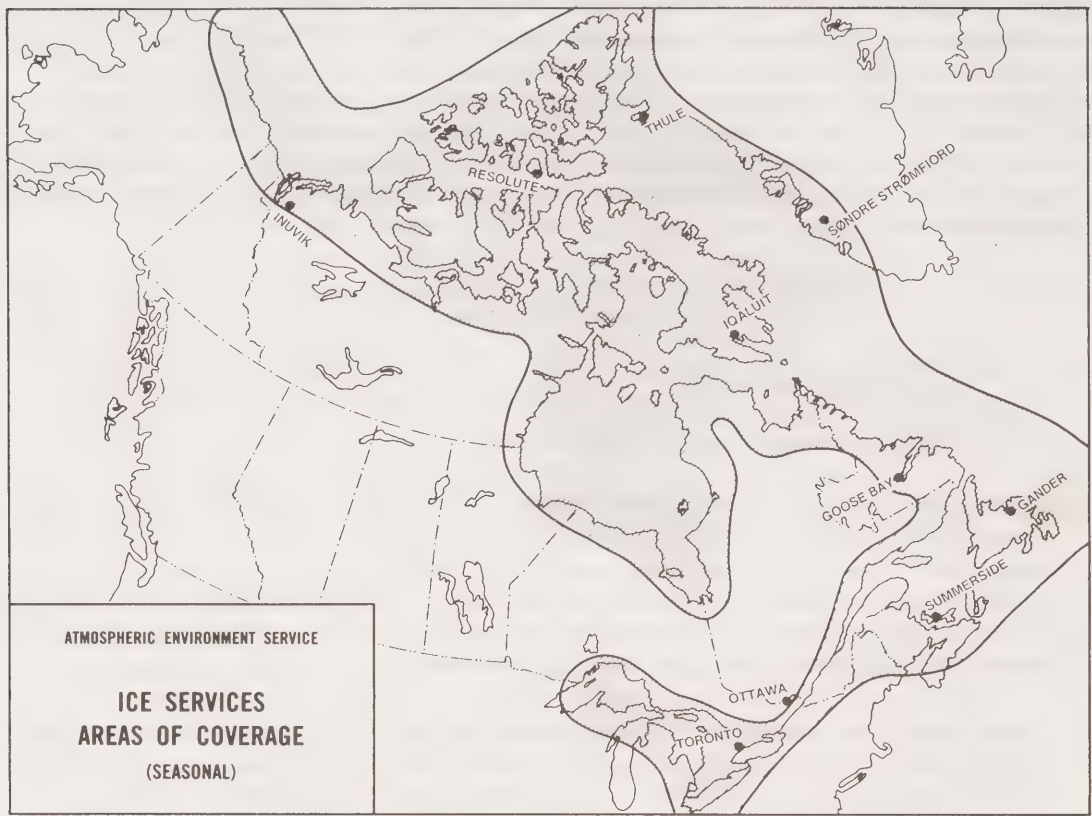 THULE
RESOLUTE
SØNDRE STRØMFIORD
INUVIK
IQALUIT
GOOSE BAY
GANDER
SUMMERSIDE
OTTAWA
TORONTO
ATMOSPHERIC ENVIRONMENT SERVICE
ICE SERVICES
AREAS OF COVERAGE
(SEASONAL)